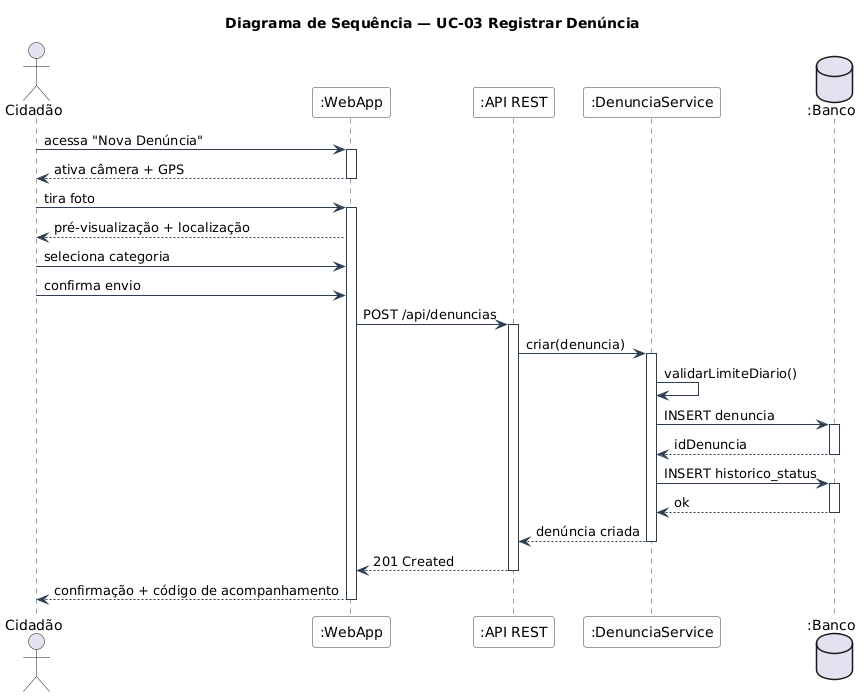 Diagrama de Sequência — UC-03 Registrar Denúncia
Cidadão
:WebApp
:API REST
:DenunciaService
:Banco
acessa "Nova Denúncia"
ativa câmera + GPS
tira foto
pré-visualização + localização
seleciona categoria
confirma envio
POST /api/denuncias
criar(denuncia)
validarLimiteDiario()
INSERT denuncia
idDenuncia
INSERT historico_status
ok
denúncia criada
201 Created
confirmação + código de acompanhamento
Cidadão
:WebApp
:API REST
:DenunciaService
:Banco